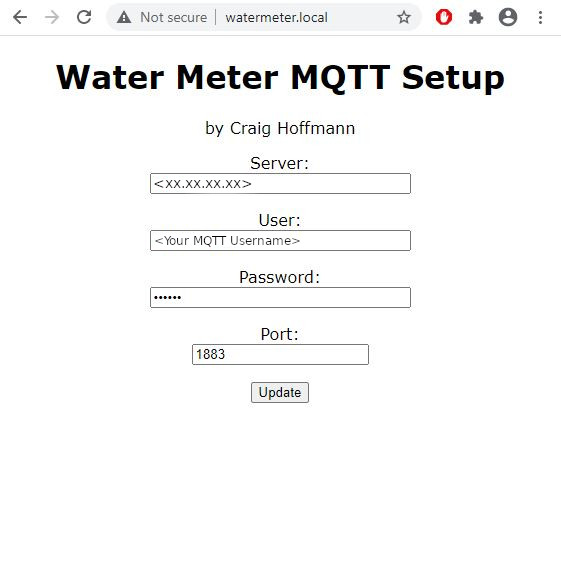 Not secure | watermeter.local
Water Meter MQTT Setup
by Craig Hoffmann
Server:
<xx.xx.xx.xx>
User:
<Your MQTT Username>
Password:
••••••
Port:
1883
Update